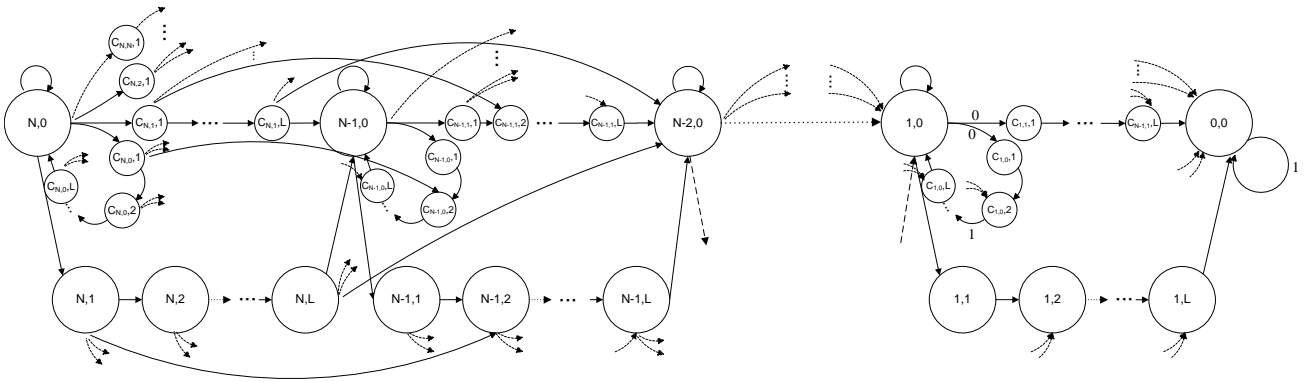 C_{N,N},1
C_{N,2},1
N,0 C_{N,1},1 ... C_{N,1},L N-1,0 C_{N-1,1},1 C_{N-1,1},2 ... C_{N-1,1},L N-2,0 1,0 0 C_{1,1},1 ... C_{N-1,1},L 0,0
0
C_{N,0},1 C_{N-1,0},1 C_{1,0},1
1
C_{N,0},L C_{N-1,0},L C_{1,0},L
C_{N,0},2 C_{N-1,0},2 C_{1,0},2
1
N,1 N,2 ... N,L N-1,1 N-1,2 ... N-1,L 1,1 1,2 ... 1,L